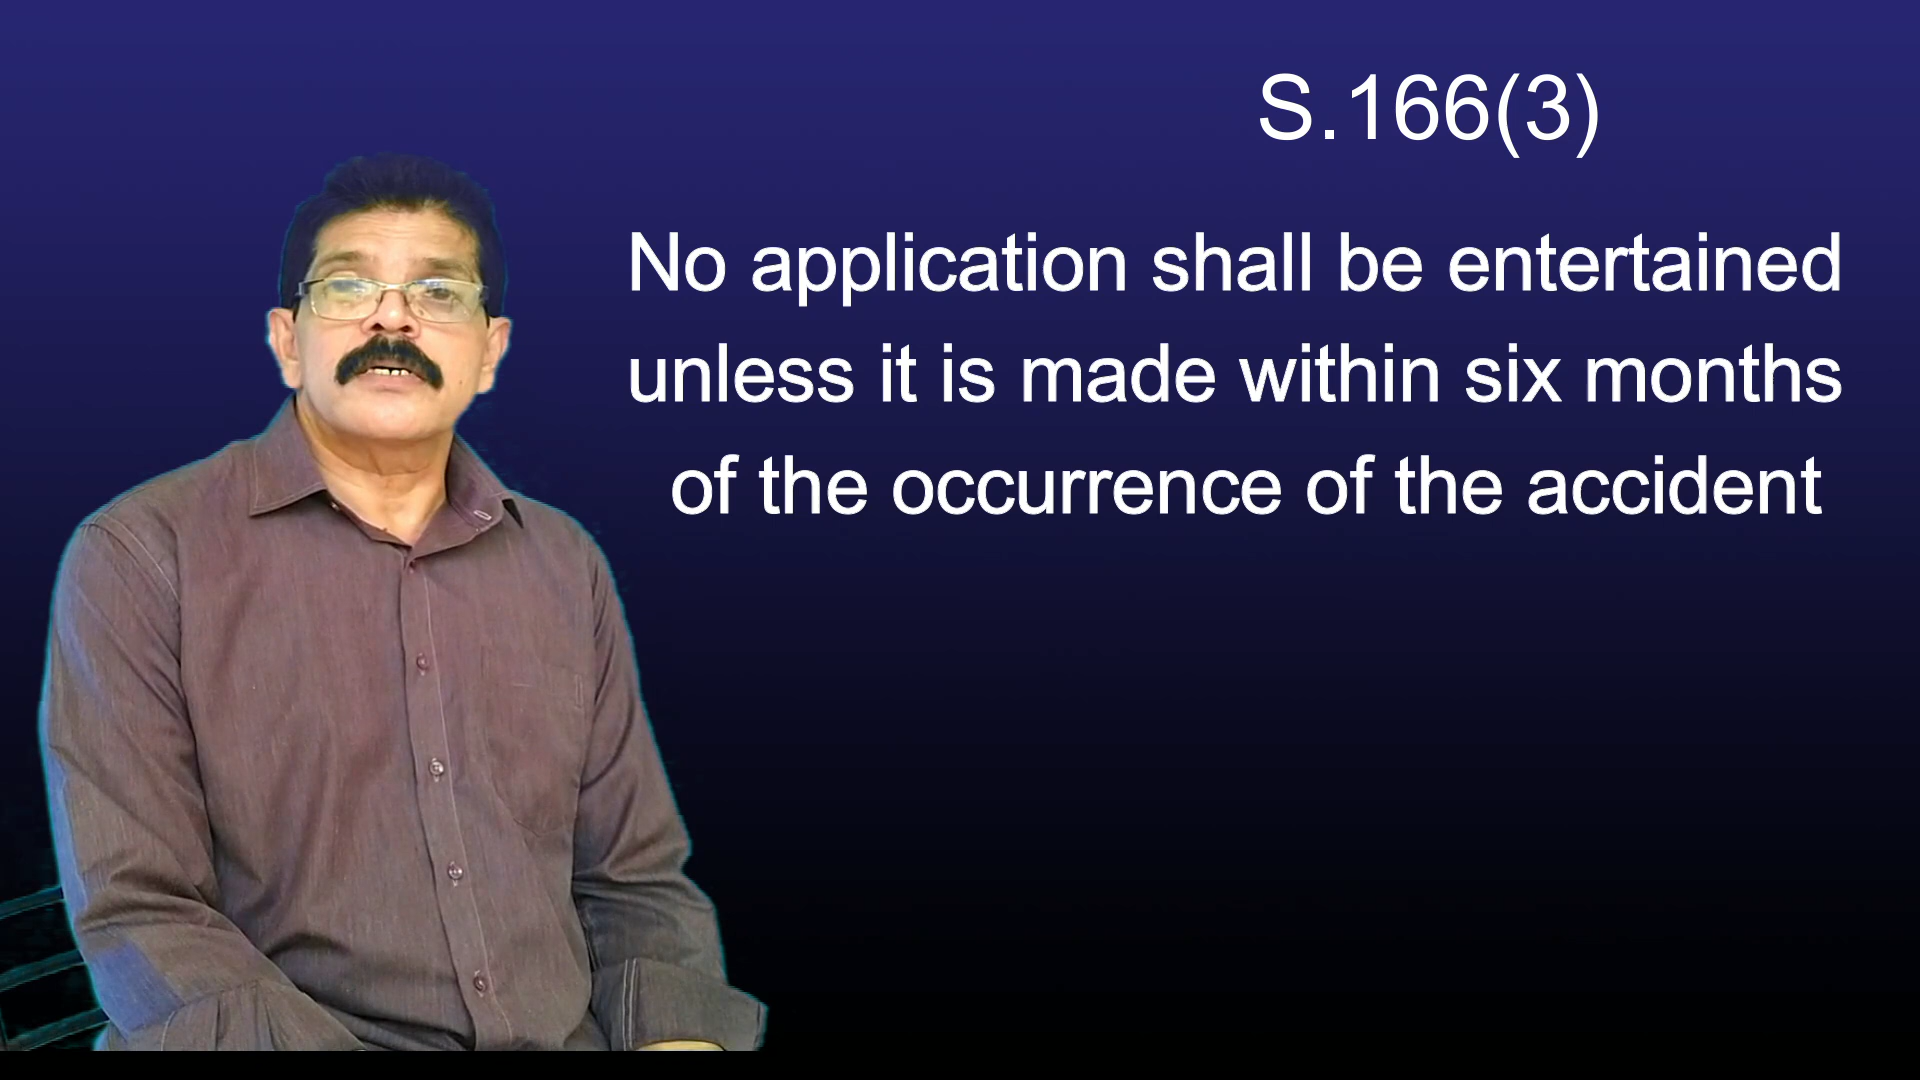 S.166(3)
No application shall be entertained
unless it is made within six months
of the occurrence of the accident